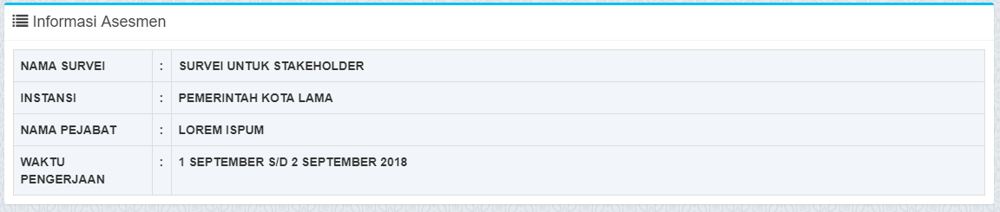 Informasi Asesmen
NAMA SURVEI : SURVEI UNTUK STAKEHOLDER
INSTANSI : PEMERINTAH KOTA LAMA
NAMA PEJABAT : LOREM ISPUM
WAKTU : 1 SEPTEMBER S/D 2 SEPTEMBER 2018
PENGERJAAN